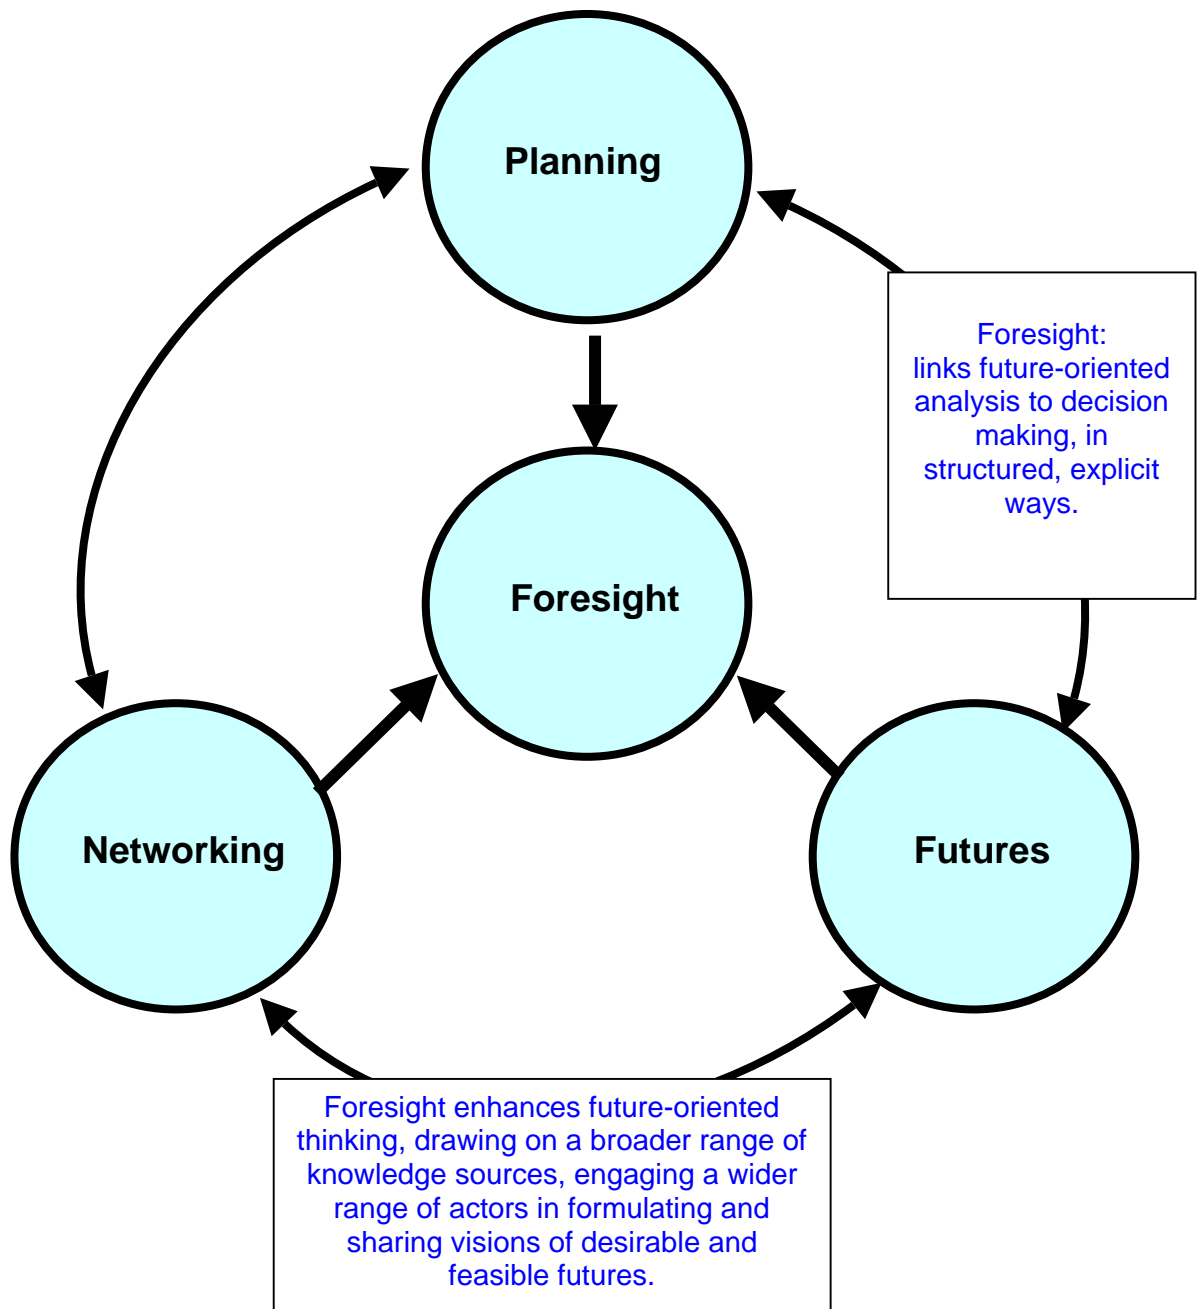 Planning
Foresight:
links future-oriented
analysis to decision
making, in
structured, explicit
ways.
Foresight
Networking
Futures
Foresight enhances future-oriented
thinking, drawing on a broader range of
knowledge sources, engaging a wider
range of actors in formulating and
sharing visions of desirable and
feasible futures.